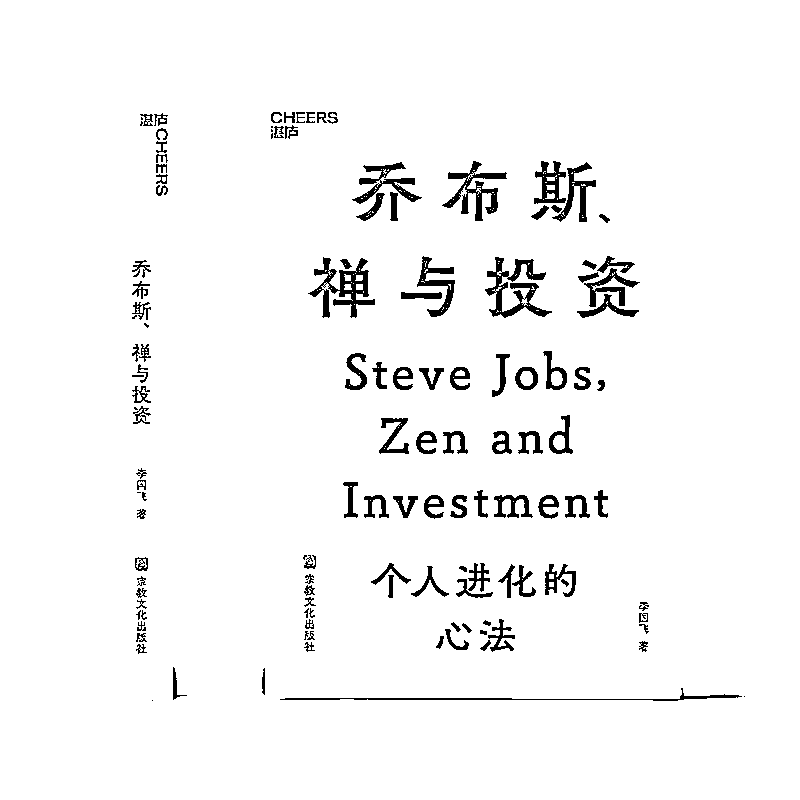 湛庐CHEERS
乔布斯、禅与投资
李国飞 著
宗教文化出版社
CHEERS
湛庐
乔布斯、
禅与投资
Steve Jobs,
Zen and
Investment
个人进化的
心法
宗教文化出版社
李国飞 著